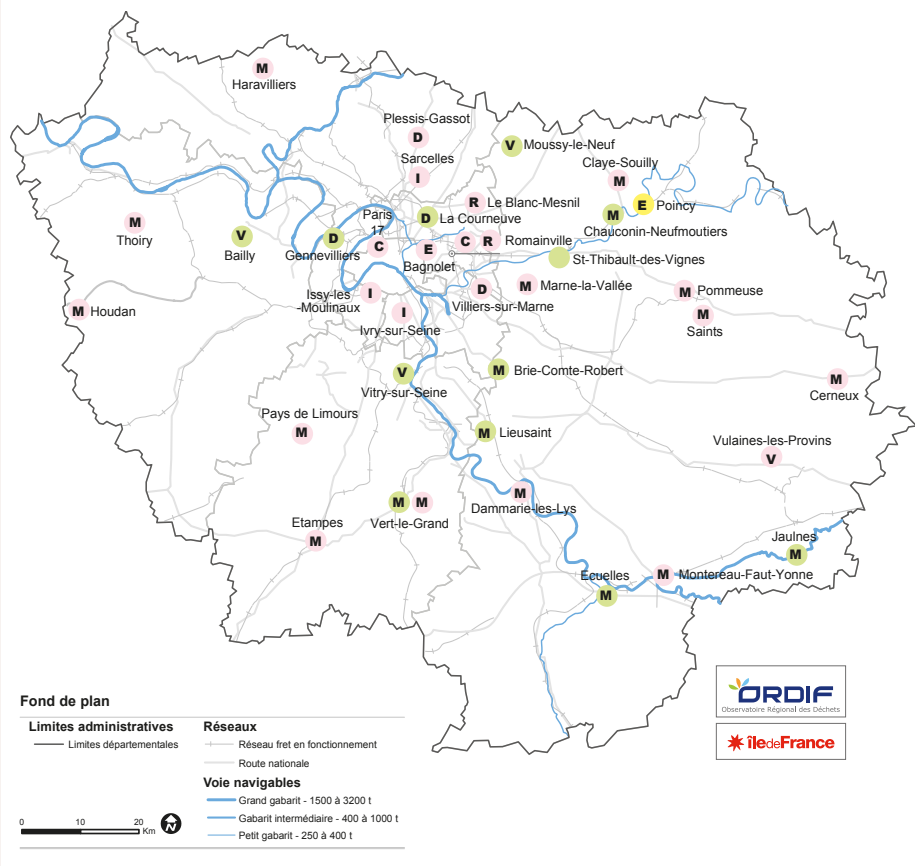 M
Haravilliers
Plessis-Gassot
D
Sarcelles
I
V Moussy-le-Neuf
Claye-Souilly
M
E Poincy
M
Chauconin-Neufmoutiers
R Le Blanc-Mesnil
D La Courneuve
Paris
17
C
M
Thoiry
V
Bailly
D
Gennevilliers
E
Bagnolet
C R Romainville
St-Thibault-des-Vignes
M Marne-la-Vallée
D
Villiers-sur-Marne
M Pommeuse
M
Saints
M Houdan
Issy-les I
-Moulinaux
I
Ivry-sur-Seine
V
Vitry-sur-Seine
M Brie-Comte-Robert
M
Cerneux
Pays de Limours
M
M Lieusaint
Vulaines-les-Provins
V
M M
Vert-le-Grand
M
Dammarie-les-Lys
Etampes
M
Jaulnes
M
Ecuelles
M
M Montereau-Faut-Yonne
Fond de plan
Limites administratives
Limites départementales
Réseaux
Réseau fret en fonctionnement
Route nationale
Voie navigables
Grand gabarit - 1500 à 3200 t
Gabarit intermédiaire - 400 à 1000 t
Petit gabarit - 250 à 400 t
0 10 20
Km
N
ORDIF
Observatoire Régional des Déchets
îledeFrance